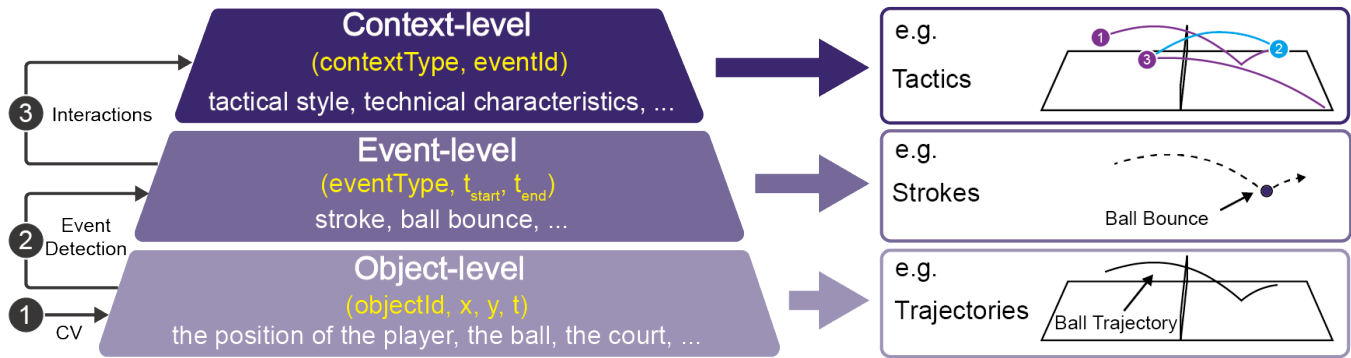 Context-level
(contextType, eventId)
tactical style, technical characteristics, ...
3
Interactions
e.g.
Tactics
1
2
3
Event-level
(eventType, t_start, t_end)
stroke, ball bounce, ...
2
Event
Detection
e.g.
Strokes
Ball Bounce
Object-level
(objectId, x, y, t)
the position of the player, the ball, the court, ...
1
CV
e.g.
Trajectories
Ball Trajectory